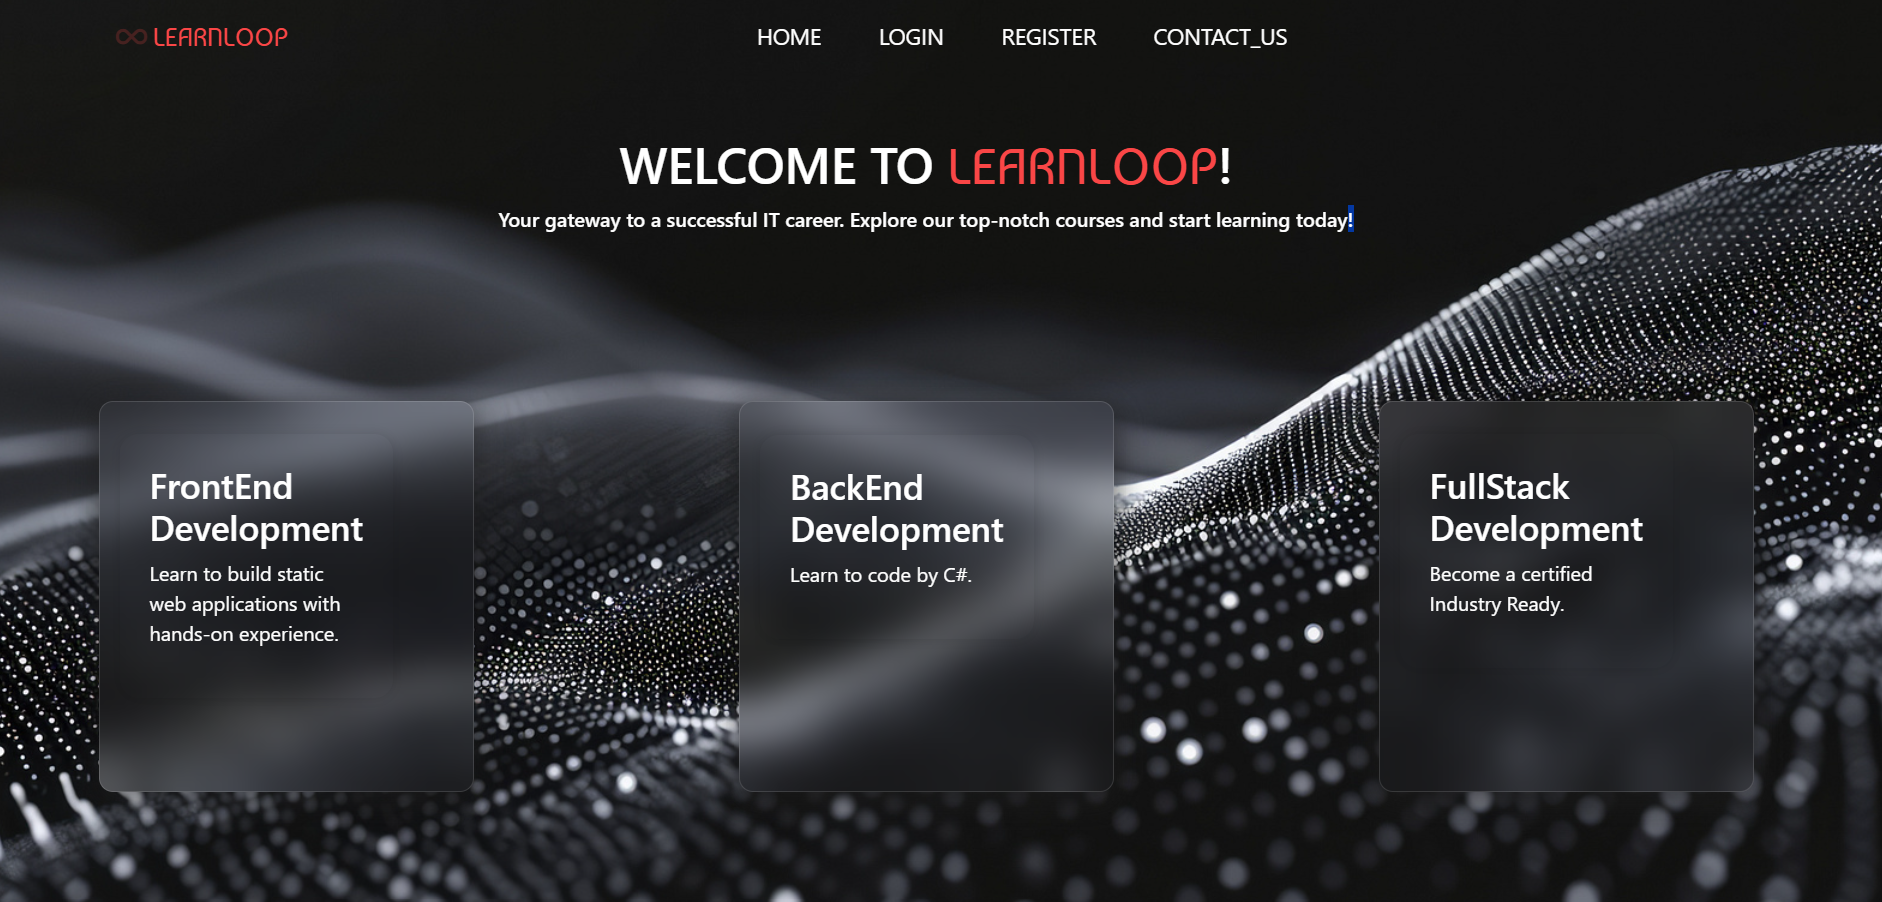 LEARNLOOP HOME LOGIN REGISTER CONTACT_US
WELCOME TO LEARNLOOP!
Your gateway to a successful IT career. Explore our top-notch courses and start learning today!
FrontEnd
Development
Learn to build static
web applications with
hands-on experience.
BackEnd
Development
Learn to code by C#.
FullStack
Development
Become a certified
Industry Ready.